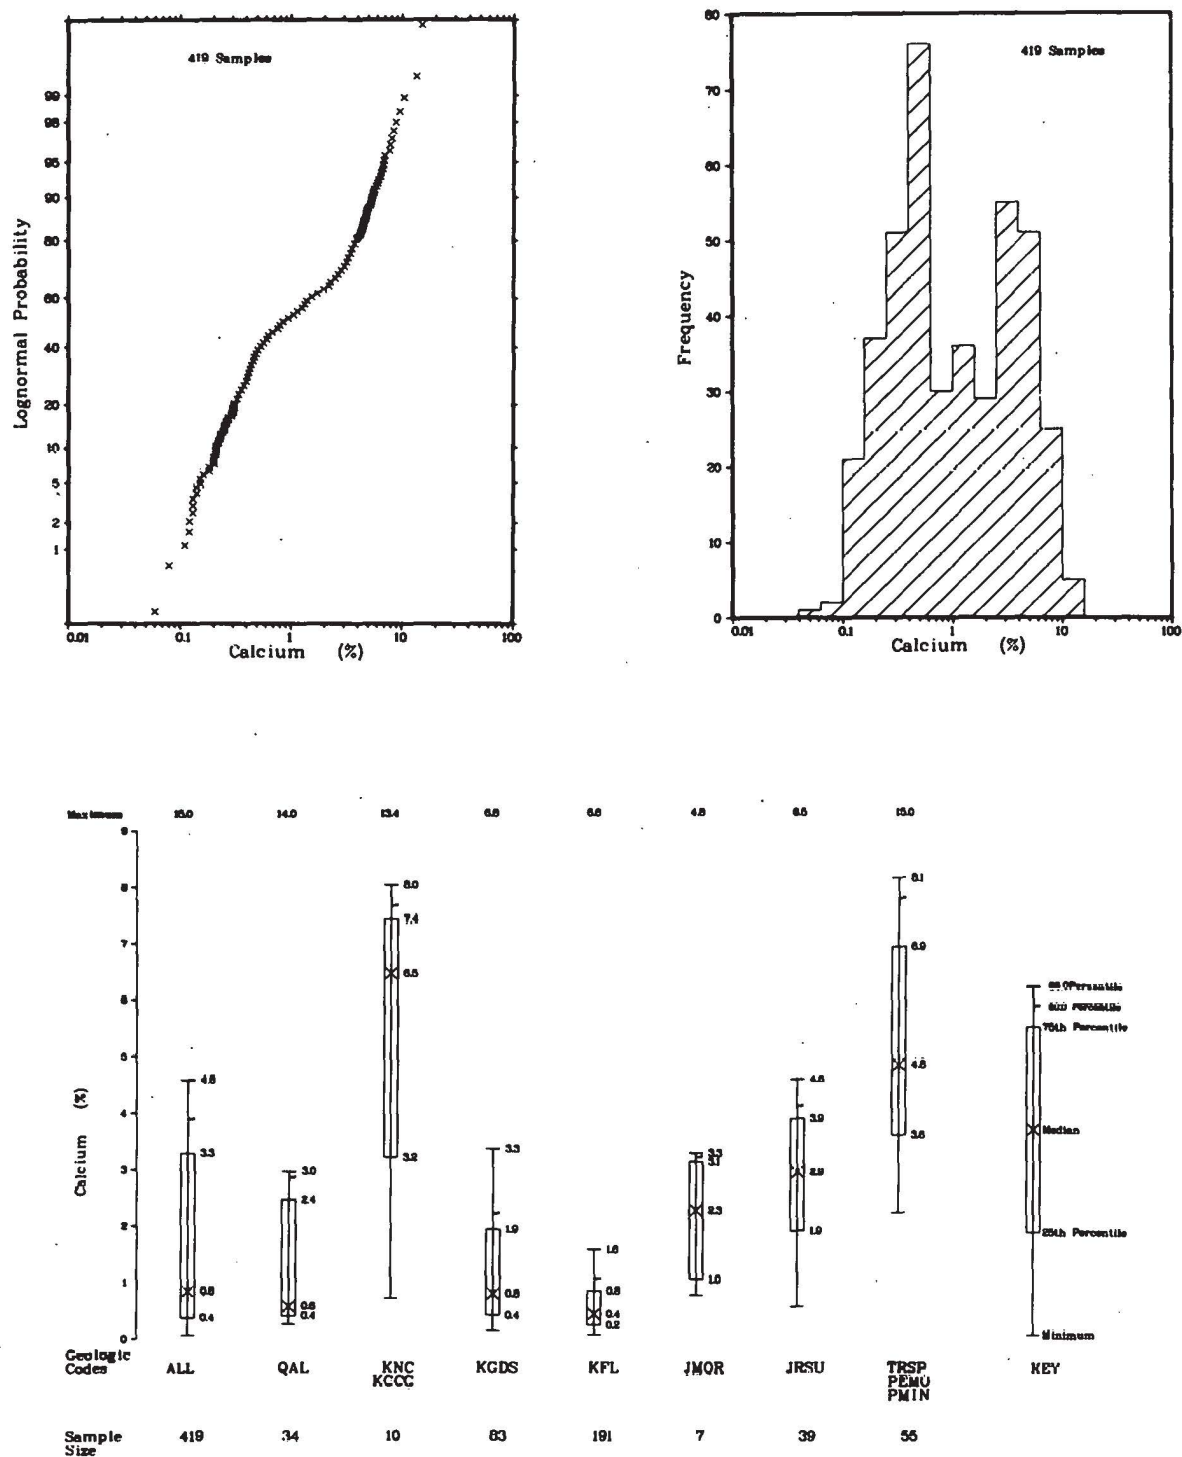 419 Samples
99
98
95
90
80
60
40
20
10
5
2
1
Lognormal Probability
0.01 0.1 1 10 100
Calcium (%)
80
70
60
50
40
30
20
10
0
419 Samples
Frequency
0.01 0.1 1 10 100
Calcium (%)
Maximum 15.0 14.0 13.4 6.8 6.6 4.8 6.5 15.0
9
8
7
6
5
4
3
2
1
0
Calcium (%)
4.6
3.3
0.8
0.4
3.0
2.4
0.6
0.4
8.0
7.4
6.5
3.2
3.3
1.9
0.8
0.4
1.6
0.8
0.4
0.2
3.3
3.1
2.3
1.0
4.6
3.9
2.9
1.9
8.1
6.9
4.8
3.6
Percentile
Percentile
75th Percentile
Median
25th Percentile
Minimum
Geologic
Codes
ALL QAL KNC KGDS KFL JMQR JRSU TRSP KEY
KCCG PEMU
PMIN
Sample
Size
419 34 10 83 191 7 39 55